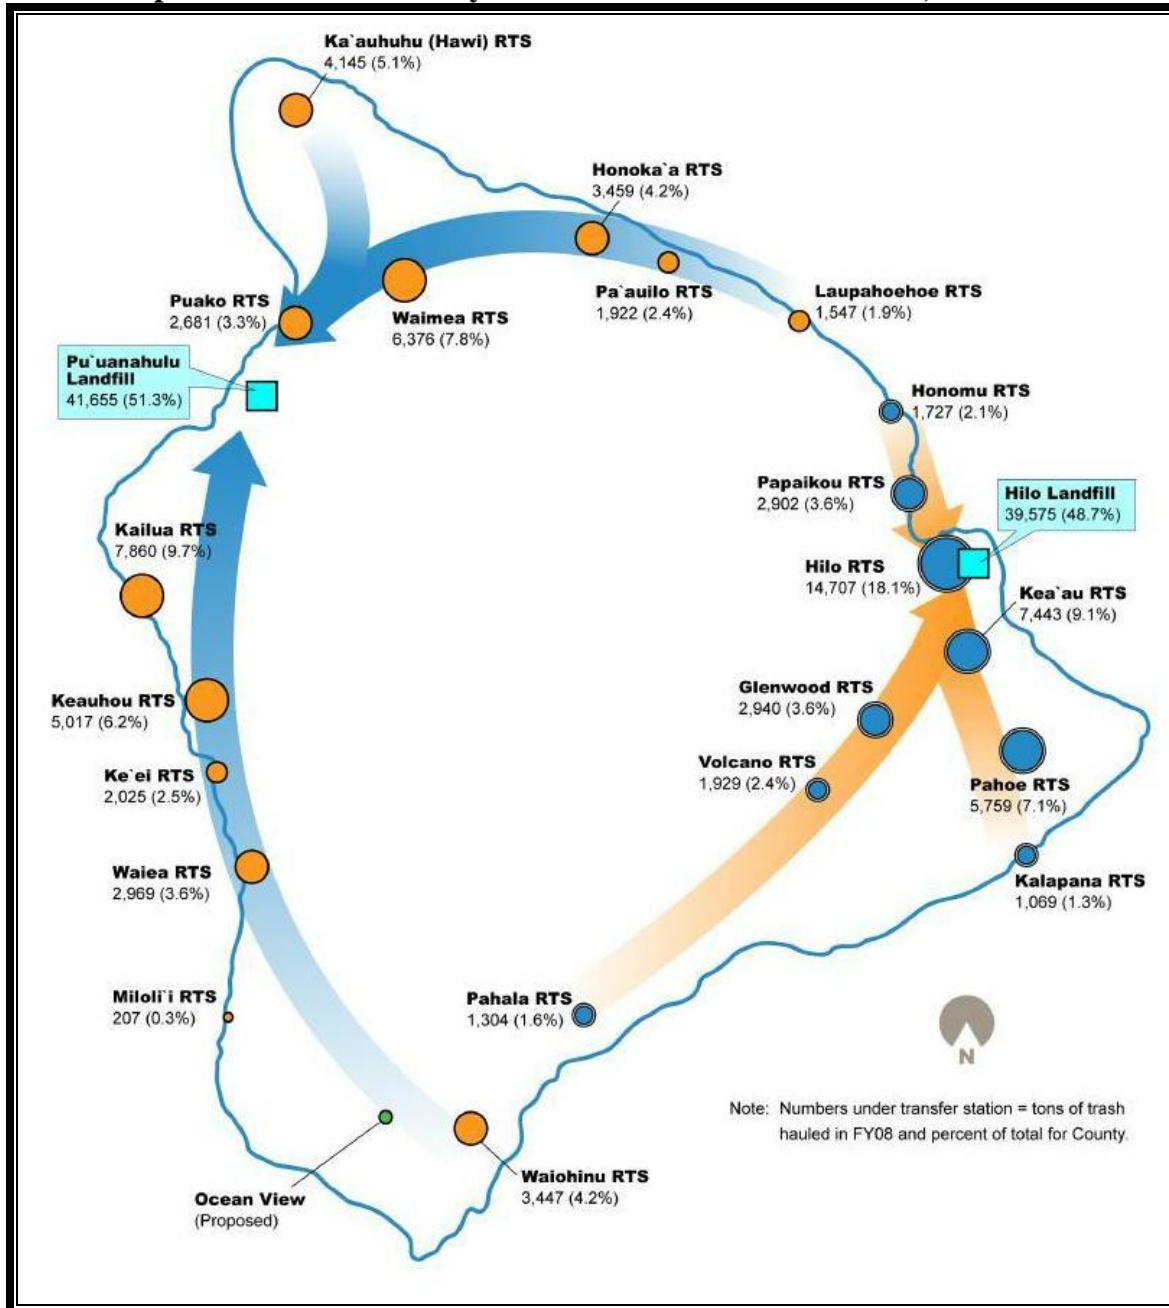 Ka`auhuhu (Hawi) RTS
4,145 (5.1%)
Honoka`a RTS
3,459 (4.2%)
Pa`auilo RTS
1,922 (2.4%)
Laupahoehoe RTS
1,547 (1.9%)
Puako RTS
2,681 (3.3%)
Waimea RTS
6,376 (7.8%)
Pu`uanahulu
Landfill
41,655 (51.3%)
Honomu RTS
1,727 (2.1%)
Papaikou RTS
2,902 (3.6%)
Hilo Landfill
39,575 (48.7%)
Kailua RTS
7,860 (9.7%)
Hilo RTS
14,707 (18.1%)
Kea`au RTS
7,443 (9.1%)
Keauhou RTS
5,017 (6.2%)
Glenwood RTS
2,940 (3.6%)
Ke`ei RTS
2,025 (2.5%)
Volcano RTS
1,929 (2.4%)
Pahoe RTS
5,759 (7.1%)
Waiea RTS
2,969 (3.6%)
Kalapana RTS
1,069 (1.3%)
Miloli`i RTS
207 (0.3%)
Pahala RTS
1,304 (1.6%)
N
Note: Numbers under transfer station = tons of trash
hauled in FY08 and percent of total for County.
Waiohinu RTS
3,447 (4.2%)
Ocean View
(Proposed)